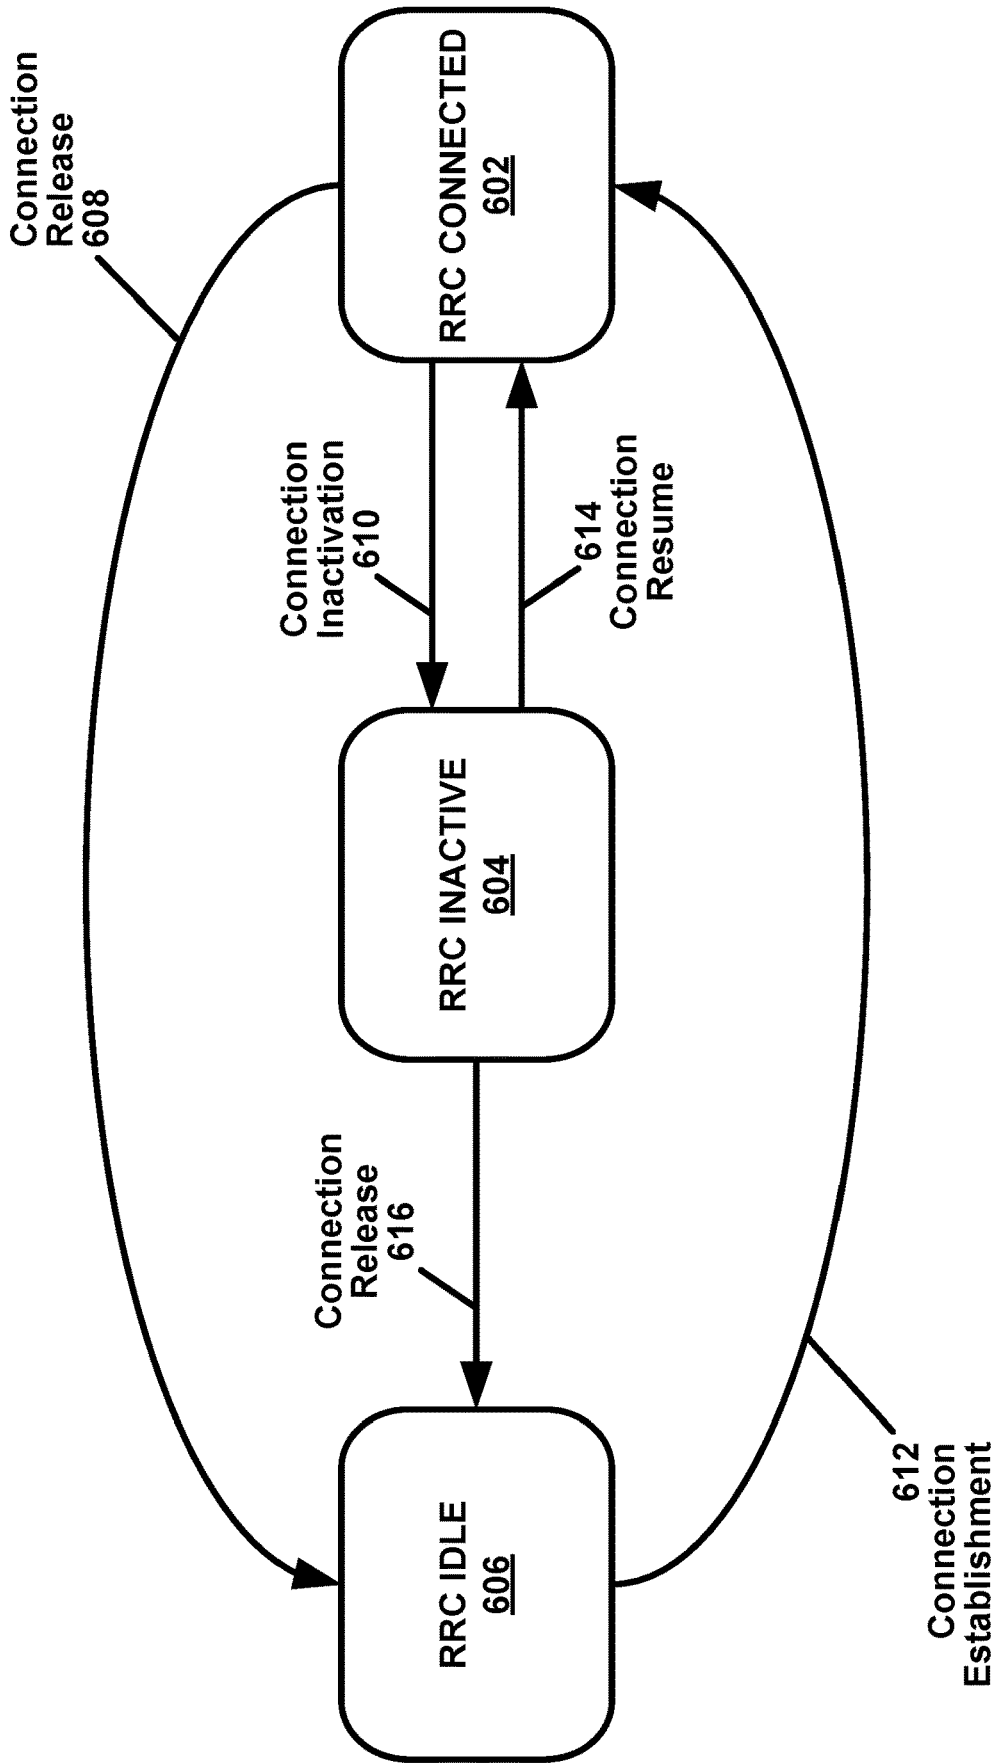 Connection
Release
608
RRC IDLE
606
Connection
Release
616
RRC INACTIVE
604
Connection
Inactivation
610
614
Connection
Resume
RRC CONNECTED
602
612
Connection
Establishment